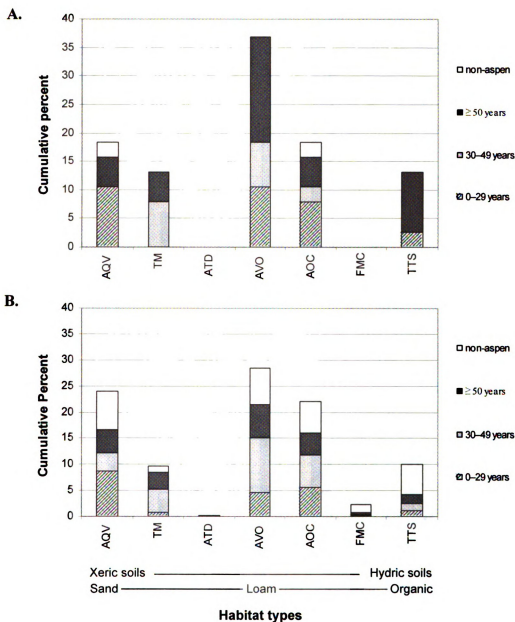 A.
Cumulative percent
40
35
30
25
20
15
10
5
0
AQV
TM
ATD
AVO
AOC
FMC
TTS
non-aspen
≥ 50 years
30–49 years
0–29 years
B.
Cumulative Percent
40
35
30
25
20
15
10
5
0
AQV
TM
ATD
AVO
AOC
FMC
TTS
non-aspen
≥ 50 years
30–49 years
0–29 years
Xeric soils Hydric soils
Sand Loam Organic
Habitat types